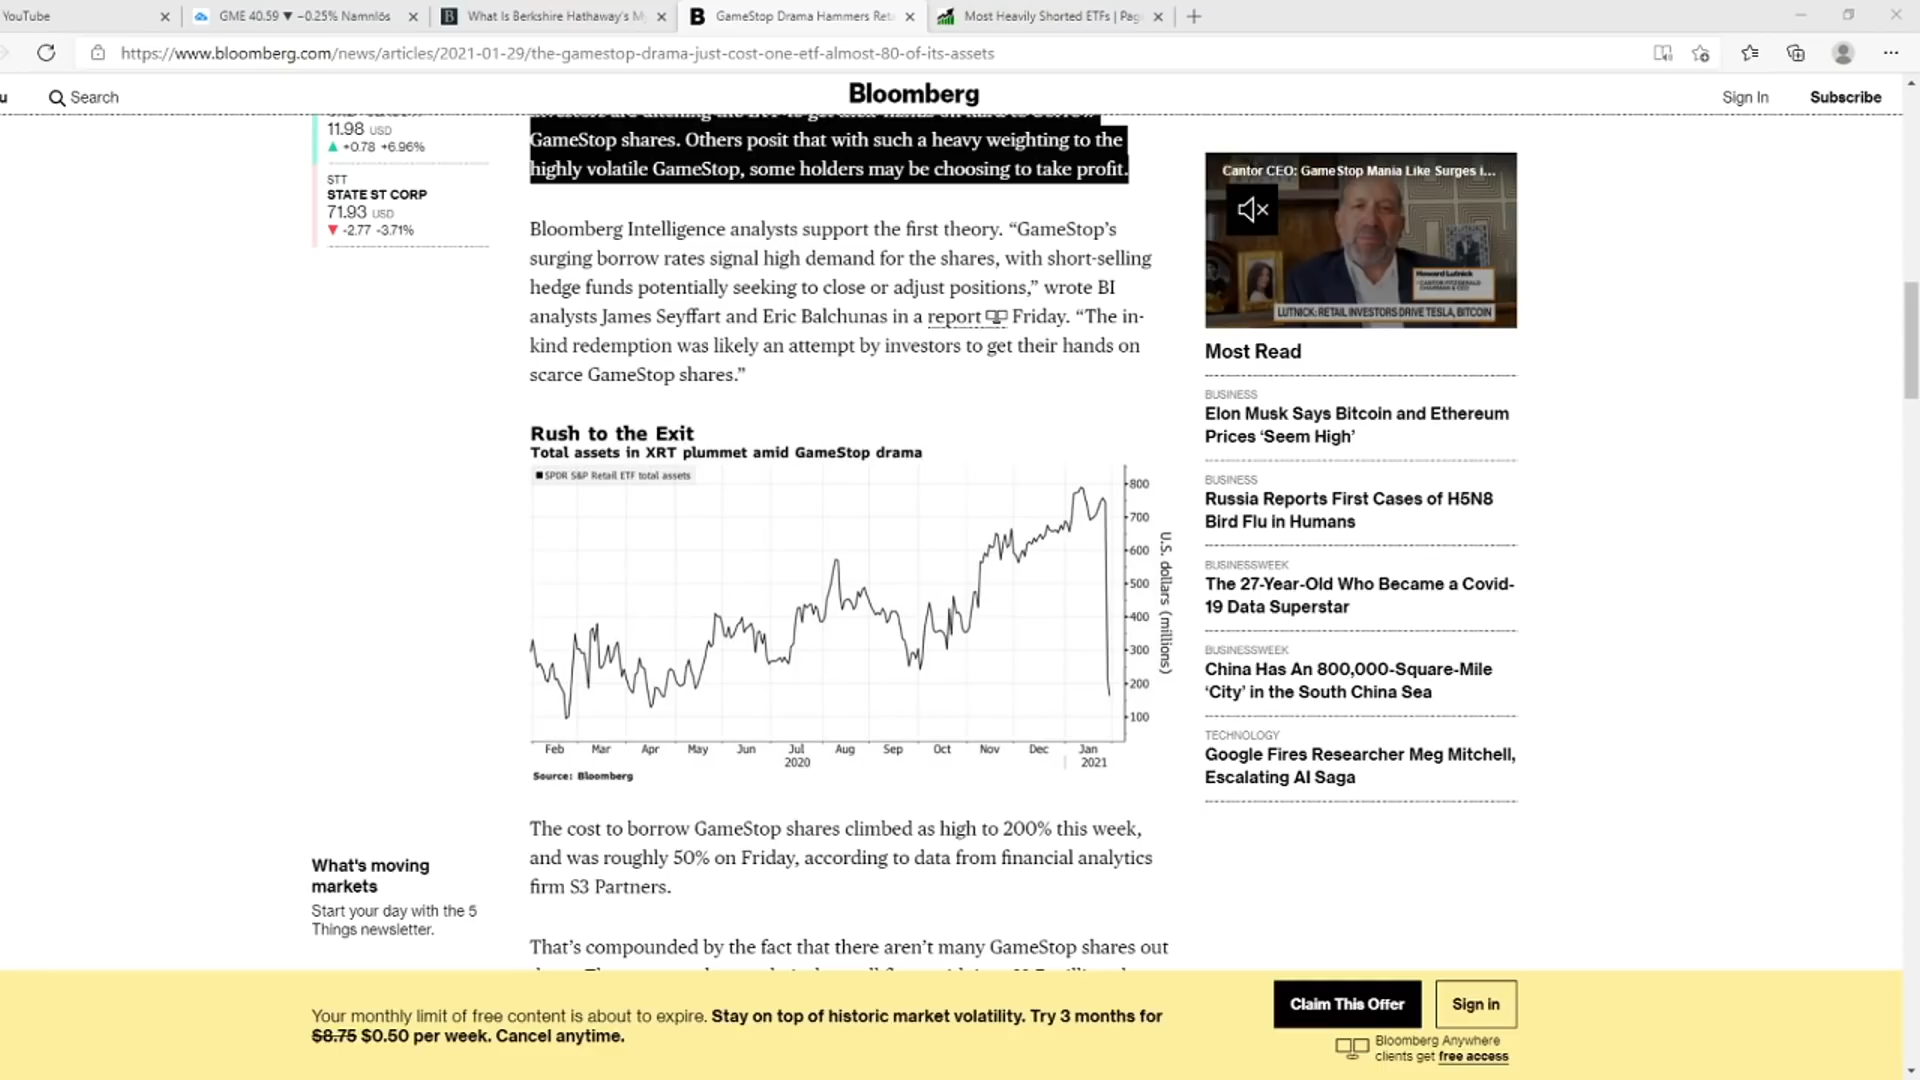 YouTube
GME 40.59 ▼ −0.25% Namnlös
What Is Berkshire Hathaway's M
GameStop Drama Hammers Ret
Most Heavily Shorted ETFs | Pag
https://www.bloomberg.com/news/articles/2021-01-29/the-gamestop-drama-just-cost-one-etf-almost-80-of-its-assets
u
Search
Bloomberg
Sign In
Subscribe
11.98 USD
▲ +0.78 +6.96%
STT
STATE ST CORP
71.93 USD
▼ -2.77 -3.71%
GameStop shares. Others posit that with such a heavy weighting to the
highly volatile GameStop, some holders may be choosing to take profit.
Bloomberg Intelligence analysts support the first theory. “GameStop’s
surging borrow rates signal high demand for the shares, with short-selling
hedge funds potentially seeking to close or adjust positions,” wrote BI
analysts James Seyffart and Eric Balchunas in a report Friday. “The in-
kind redemption was likely an attempt by investors to get their hands on
scarce GameStop shares.”
Rush to the Exit
Total assets in XRT plummet amid GameStop drama
SPDR S&P Retail ETF total assets
800
700
600
500
400
300
200
100
U.S. dollars (millions)
Feb Mar Apr May Jun Jul Aug Sep Oct Nov Dec Jan
2020 2021
Source: Bloomberg
The cost to borrow GameStop shares climbed as high to 200% this week,
and was roughly 50% on Friday, according to data from financial analytics
firm S3 Partners.
That’s compounded by the fact that there aren’t many GameStop shares out
What's moving
markets
Start your day with the 5
Things newsletter.
Cantor CEO: GameStop Mania Like Surges i...
Howard Lutnick
CANTOR FITZGERALD
CHAIRMAN & CEO
LUTNICK: RETAIL INVESTORS DRIVE TESLA, BITCOIN
Most Read
BUSINESS
Elon Musk Says Bitcoin and Ethereum
Prices ‘Seem High’
BUSINESS
Russia Reports First Cases of H5N8
Bird Flu in Humans
BUSINESSWEEK
The 27-Year-Old Who Became a Covid-
19 Data Superstar
BUSINESSWEEK
China Has An 800,000-Square-Mile
‘City’ in the South China Sea
TECHNOLOGY
Google Fires Researcher Meg Mitchell,
Escalating AI Saga
Your monthly limit of free content is about to expire. Stay on top of historic market volatility. Try 3 months for
$8.75 $0.50 per week. Cancel anytime.
Claim This Offer
Sign in
Bloomberg Anywhere
clients get free access